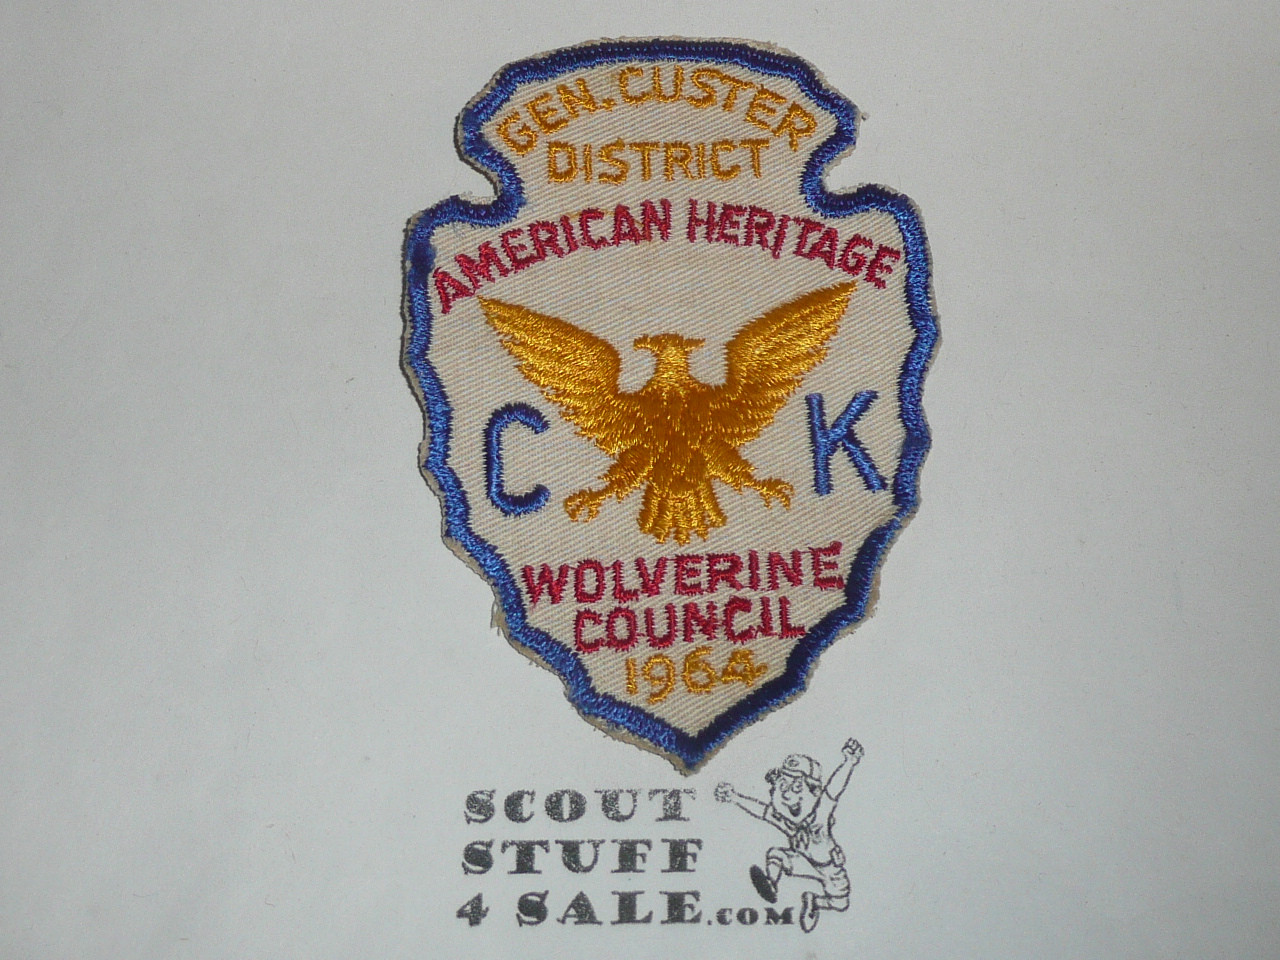 GEN. CUSTER
DISTRICT
AMERICAN HERITAGE
C K
WOLVERINE
COUNCIL
1964
SCOUT
STUFF
4 SALE.COM